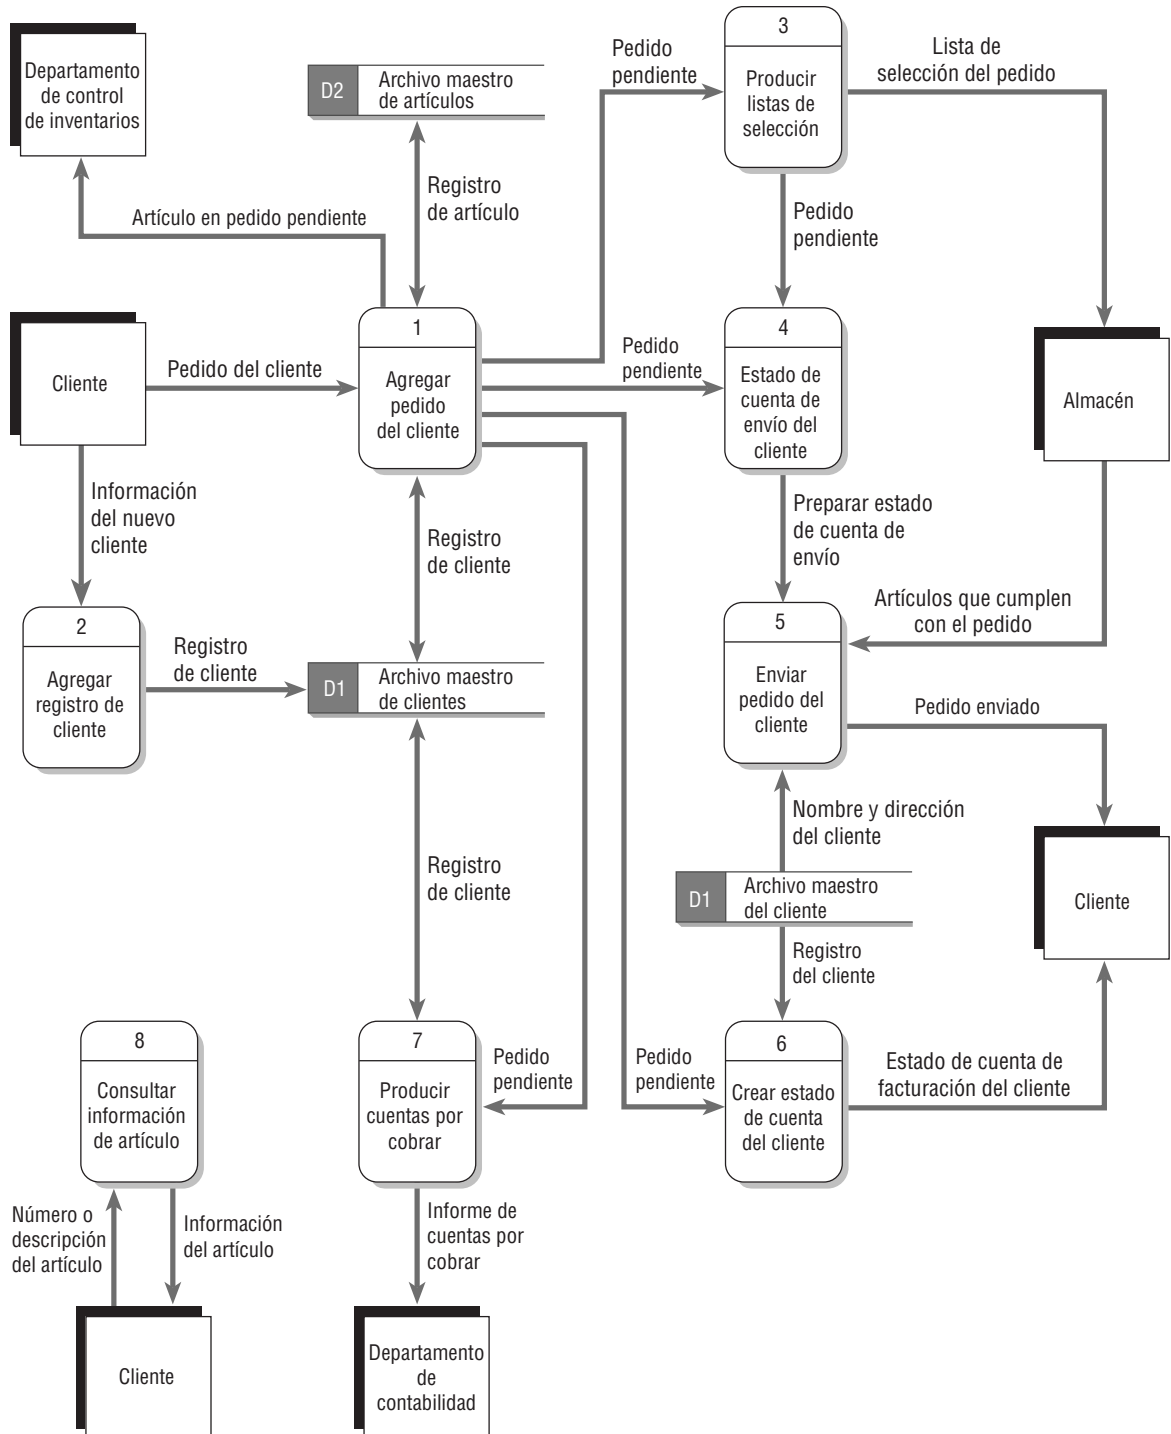 Departamento
de control
de inventarios
D2
Archivo maestro
de artículos
Pedido
pendiente
3
Producir
listas de
selección
Lista de
selección del pedido
Artículo en pedido pendiente
Registro
de artículo
Pedido
pendiente
Cliente
Pedido del cliente
1
Agregar
pedido
del cliente
Pedido
pendiente
4
Estado de
cuenta de
envío del
cliente
Almacén
Información
del nuevo
cliente
Registro
de cliente
Preparar estado
de cuenta de
envío
Artículos que cumplen
con el pedido
2
Agregar
registro de
cliente
Registro
de cliente
D1
Archivo maestro
de clientes
5
Enviar
pedido del
cliente
Pedido enviado
Nombre y dirección
del cliente
Registro
de cliente
D1
Archivo maestro
del cliente
Cliente
Registro
del cliente
8
Consultar
información
de artículo
7
Producir
cuentas por
cobrar
Pedido
pendiente
Pedido
pendiente
6
Crear estado
de cuenta
del cliente
Estado de cuenta de
facturación del cliente
Número o
descripción
del artículo
Información
del artículo
Informe de
cuentas por
cobrar
Cliente
Departamento
de
contabilidad